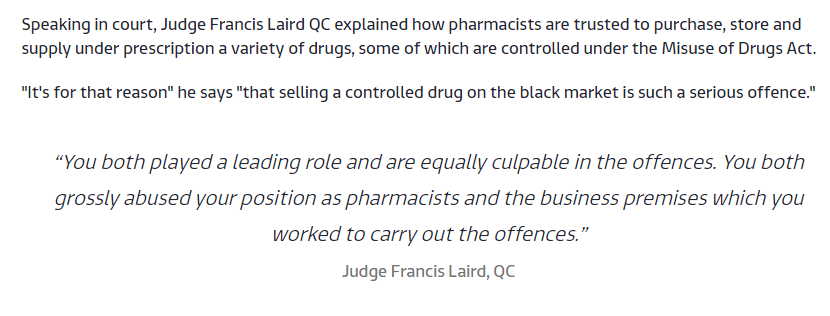 Speaking in court, Judge Francis Laird QC explained how pharmacists are trusted to purchase, store and
supply under prescription a variety of drugs, some of which are controlled under the Misuse of Drugs Act.
"It's for that reason" he says "that selling a controlled drug on the black market is such a serious offence."
“You both played a leading role and are equally culpable in the offences. You both
grossly abused your position as pharmacists and the business premises which you
worked to carry out the offences.”
Judge Francis Laird, QC